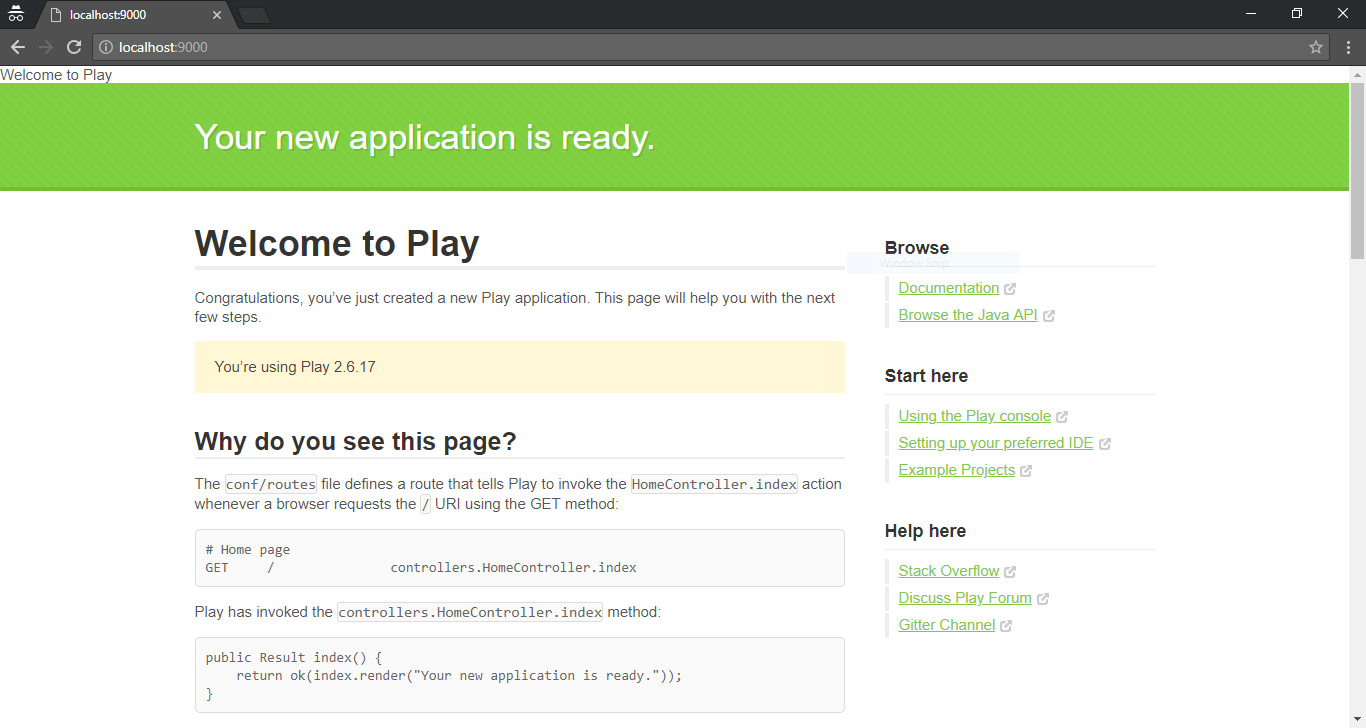 localhost:9000
localhost:9000
Welcome to Play
Your new application is ready.
Welcome to Play
Congratulations, you’ve just created a new Play application. This page will help you with the next
few steps.
You’re using Play 2.6.17
Why do you see this page?
The conf/routes file defines a route that tells Play to invoke the HomeController.index action
whenever a browser requests the / URI using the GET method:
# Home page
GET / controllers.HomeController.index
Play has invoked the controllers.HomeController.index method:
public Result index() {
return ok(index.render("Your new application is ready."));
}
Browse
Window Snip
Documentation
Browse the Java API
Start here
Using the Play console
Setting up your preferred IDE
Example Projects
Help here
Stack Overflow
Discuss Play Forum
Gitter Channel